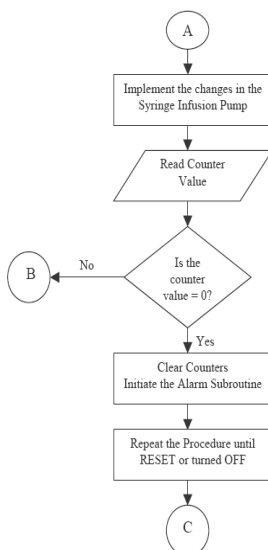 A
Implement the changes in the
Syringe Infusion Pump
Read Counter
Value
Is the
counter
value = 0?
No
B
Yes
Clear Counters
Initiate the Alarm Subroutine
Repeat the Procedure until
RESET or turned OFF
C